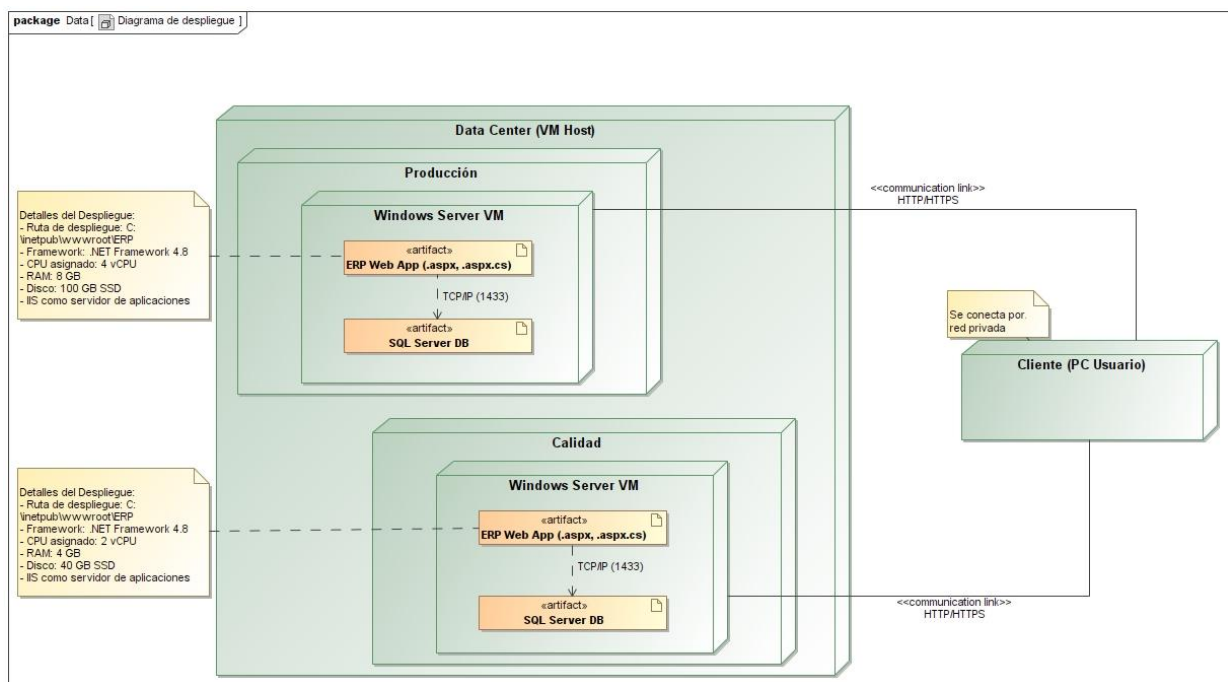 package Data [ Diagrama de despliegue ]
Data Center (VM Host)
Producción
Windows Server VM
«artifact»
ERP Web App (.aspx, .aspx.cs)
TCP/IP (1433)
«artifact»
SQL Server DB
Detalles del Despliegue:
- Ruta de despliegue: C:
\inetpub\wwwroot\ERP
- Framework: .NET Framework 4.8
- CPU asignado: 4 vCPU
- RAM: 8 GB
- Disco: 100 GB SSD
- IIS como servidor de aplicaciones
<<communication link>>
HTTP/HTTPS
Se conecta por.
red privada
Cliente (PC Usuario)
Calidad
Windows Server VM
«artifact»
ERP Web App (.aspx, .aspx.cs)
TCP/IP (1433)
«artifact»
SQL Server DB
Detalles del Despliegue:
- Ruta de despliegue: C:
\inetpub\wwwroot\ERP
- Framework: .NET Framework 4.8
- CPU asignado: 2 vCPU
- RAM: 4 GB
- Disco: 40 GB SSD
- IIS como servidor de aplicaciones
<<communication link>>
HTTP/HTTPS